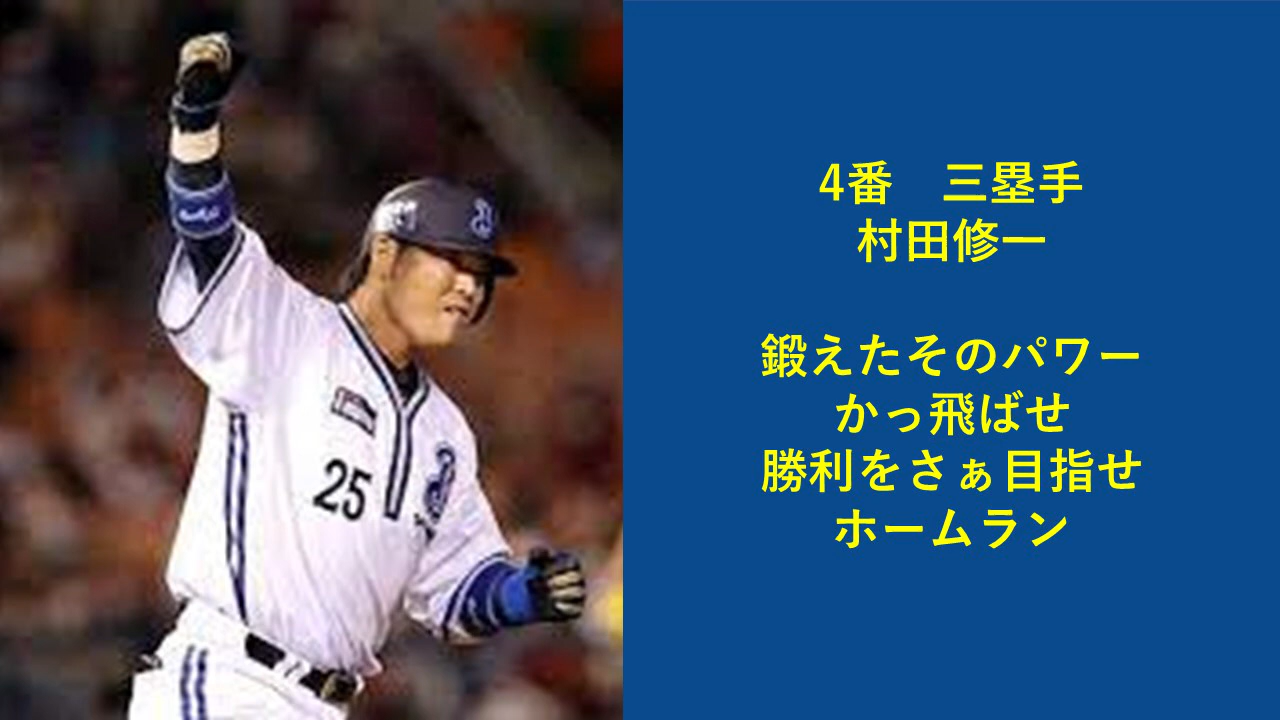 4番　三塁手
村田修一
鍛えたそのパワー
かっ飛ばせ
勝利をさぁ目指せ
ホームラン
25